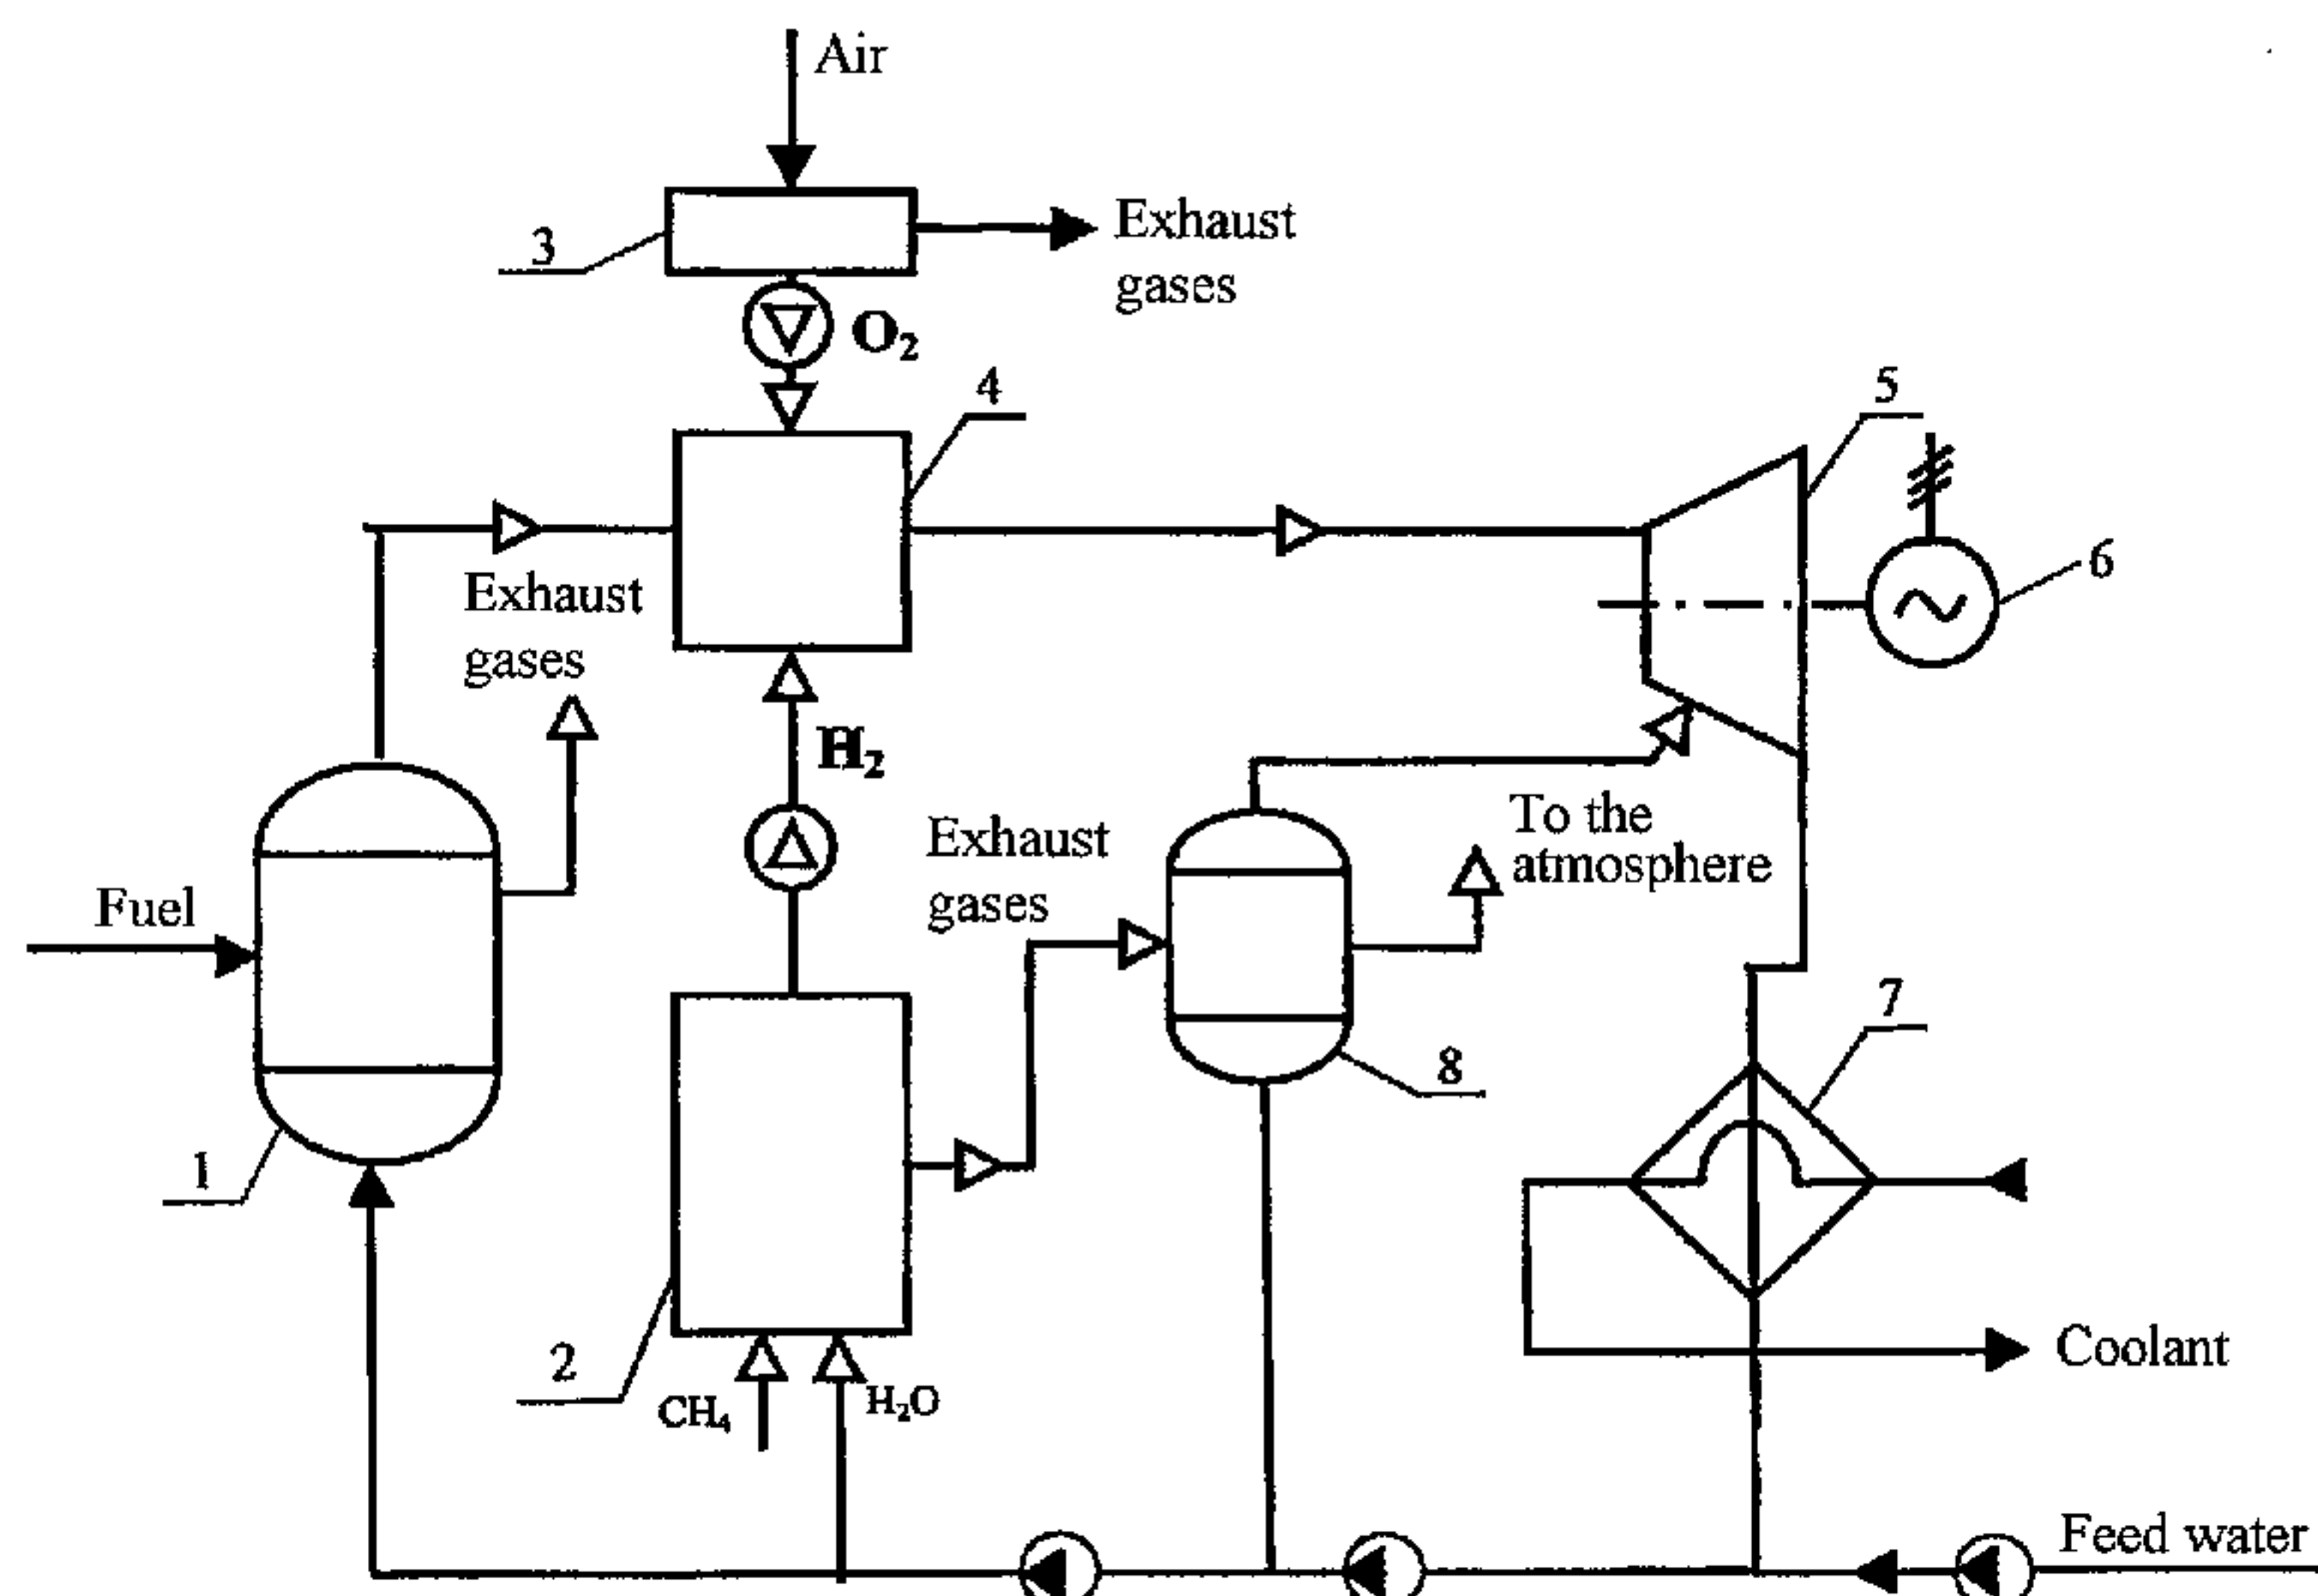 Air
3
Exhaust
gases
O₂
4
5
6
Exhaust
gases
H₂
Fuel
Exhaust
gases
To the
atmosphere
1
2
CH₄
H₂O
8
7
Coolant
Feed water